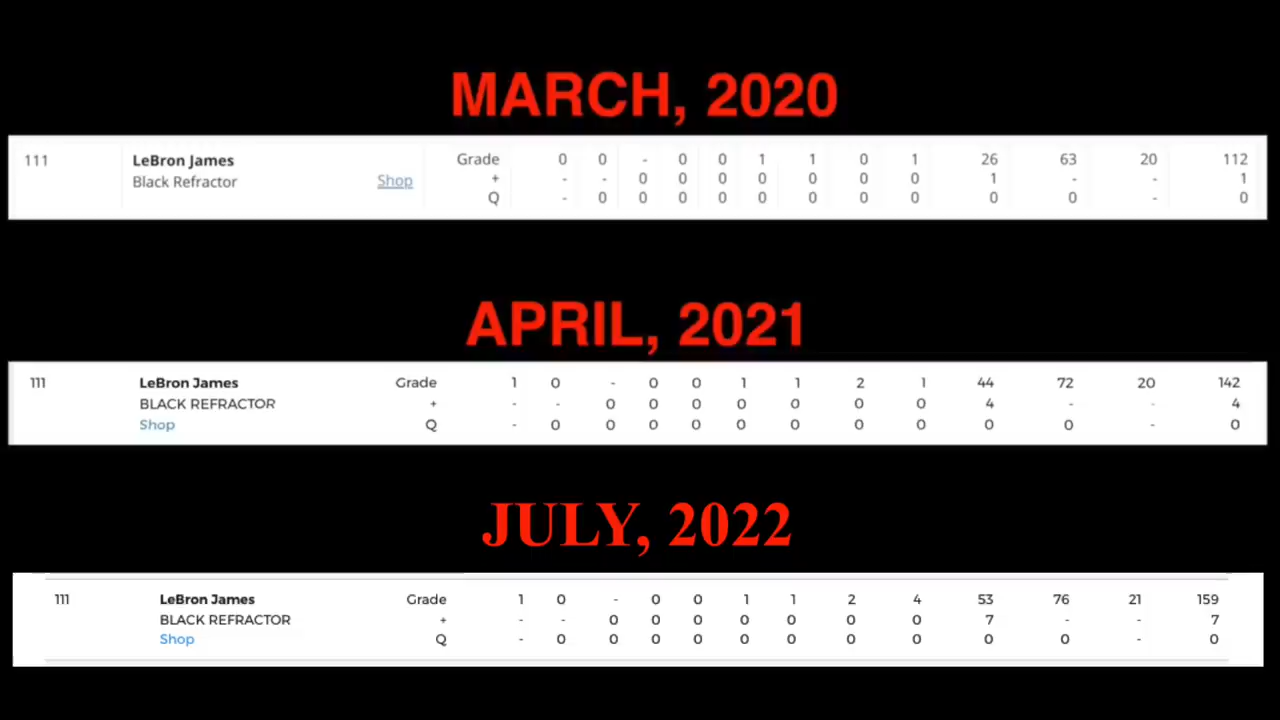 MARCH, 2020
111 LeBron James Grade 0 0 - 0 0 1 1 0 1 26 63 20 112
Black Refractor Shop + - - 0 0 0 0 0 0 0 1 - - 1
Q - 0 0 0 0 0 0 0 0 0 0 - 0
APRIL, 2021
111 LeBron James Grade 1 0 - 0 0 1 1 2 1 44 72 20 142
BLACK REFRACTOR + - - 0 0 0 0 0 0 0 4 - - 4
Shop Q - 0 0 0 0 0 0 0 0 0 0 - 0
JULY, 2022
111 LeBron James Grade 1 0 - 0 0 1 1 2 4 53 76 21 159
BLACK REFRACTOR + - - 0 0 0 0 0 0 0 7 - - 7
Shop Q - 0 0 0 0 0 0 0 0 0 0 - 0